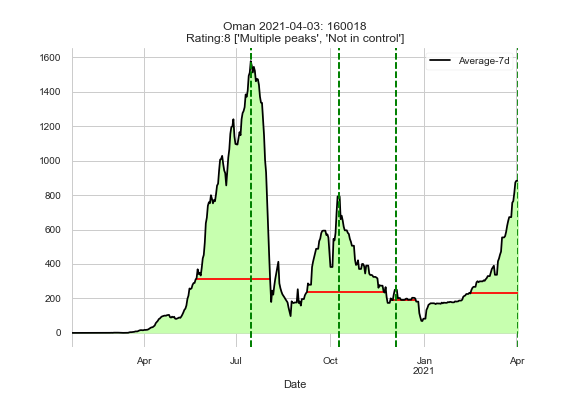 Oman 2021-04-03: 160018
Rating:8 ['Multiple peaks', 'Not in control']
Average-7d
1600
1400
1200
1000
800
600
400
200
0
Apr
Jul
Oct
Jan
2021
Apr
Date